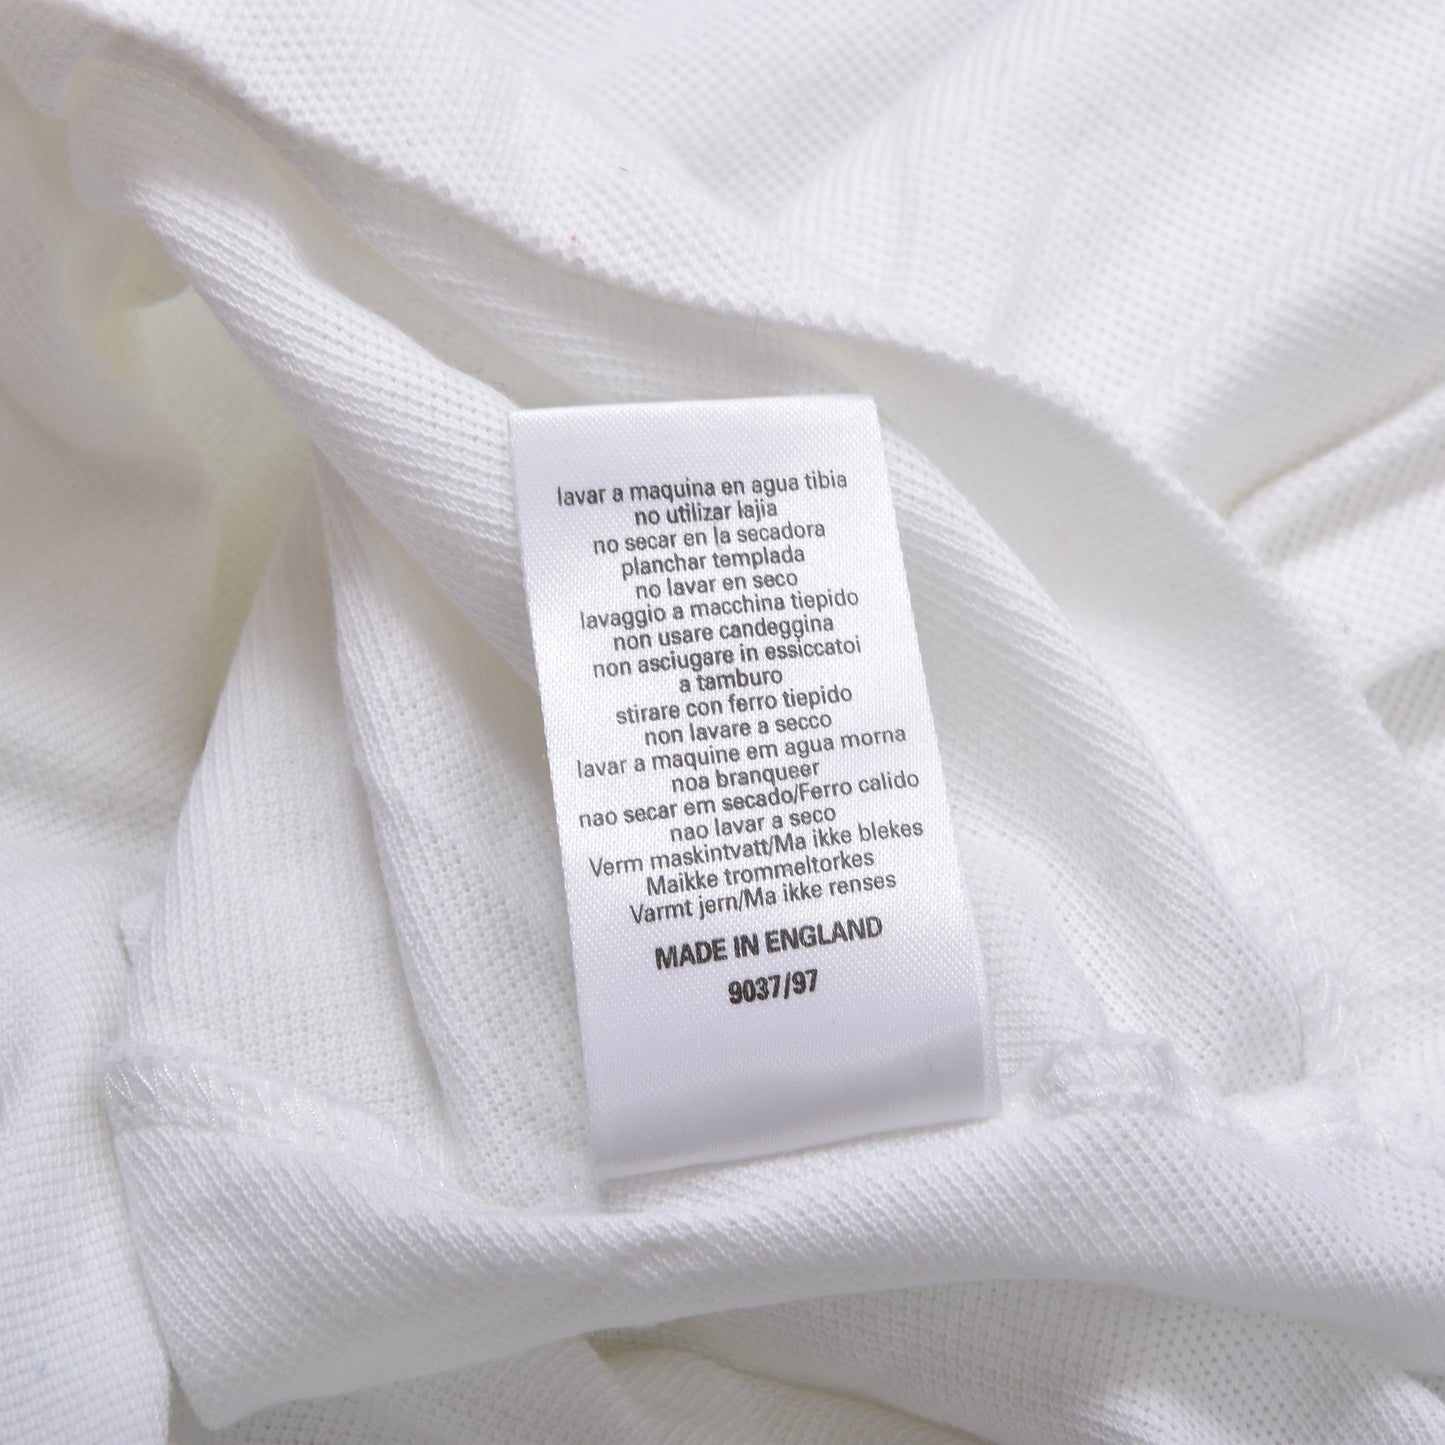 lavar a maquina en agua tibia
no utilizar lajia
no secar en la secadora
planchar templada
no lavar en seco
lavaggio a macchina tiepido
non usare candeggina
non asciugare in essiccatoi
a tamburo
stirare con ferro tiepido
non lavare a secco
lavar a maquine em agua morna
noa branqueer
nao secar em secado/Ferro calido
nao lavar a seco
Verm maskintvatt/Ma ikke blekes
Maikke trommeltorkes
Varmt jern/Ma ikke renses
MADE IN ENGLAND
9037/97